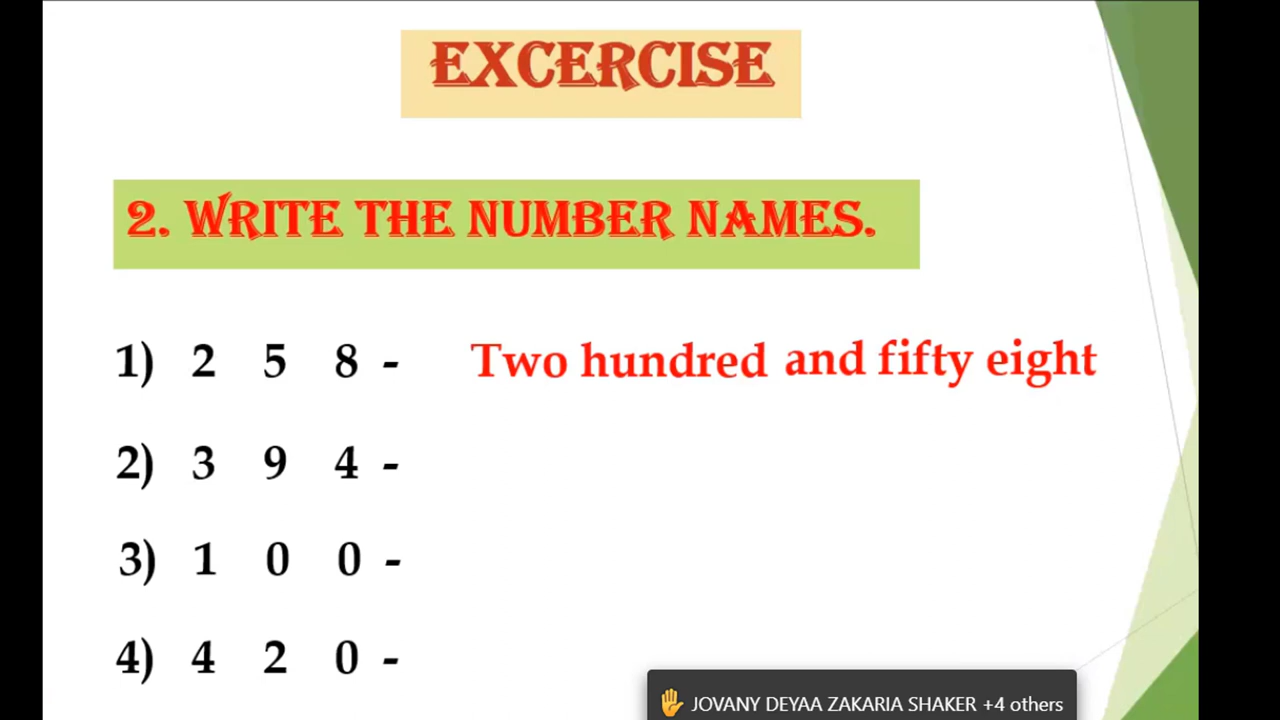 EXCERCISE
2. WRITE THE NUMBER NAMES.
1) 2 5 8 - Two hundred and fifty eight
2) 3 9 4 -
3) 1 0 0 -
4) 4 2 0 -
✋ JOVANY DEYAA ZAKARIA SHAKER +4 others